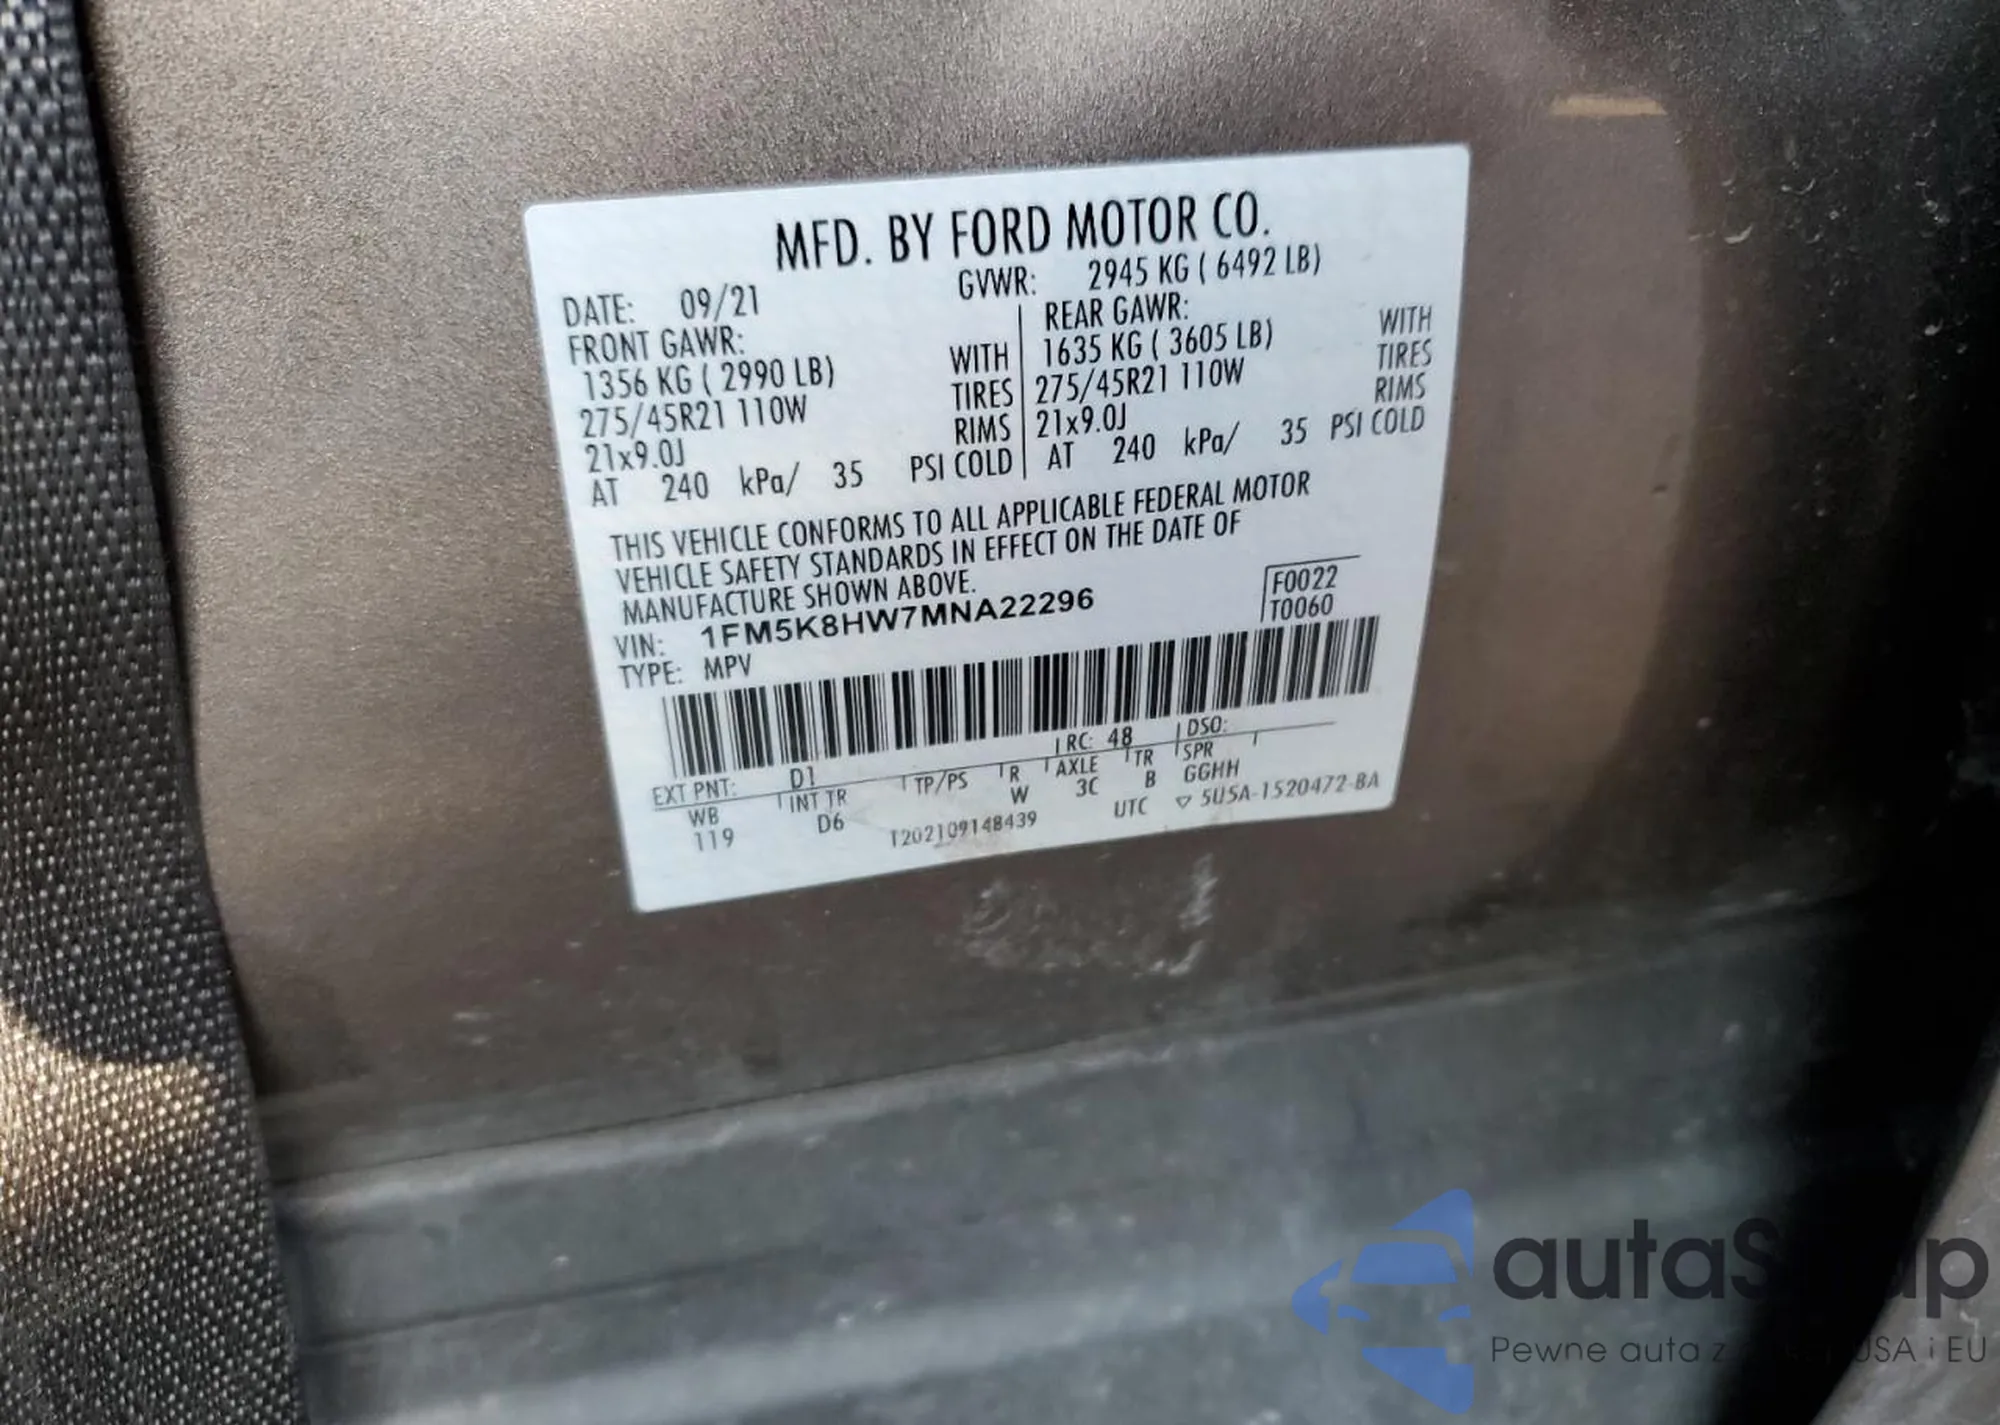 MFD. BY FORD MOTOR CO.
DATE: 09/21 GVWR: 2945 KG ( 6492 LB)
FRONT GAWR: REAR GAWR:
1356 KG ( 2990 LB) WITH 1635 KG ( 3605 LB) WITH
275/45R21 110W TIRES 275/45R21 110W TIRES
21x9.0J RIMS 21x9.0J RIMS
AT 240 kPa/ 35 PSI COLD AT 240 kPa/ 35 PSI COLD
THIS VEHICLE CONFORMS TO ALL APPLICABLE FEDERAL MOTOR
VEHICLE SAFETY STANDARDS IN EFFECT ON THE DATE OF
MANUFACTURE SHOWN ABOVE.
F0022
VIN: 1FM5K8HW7MNA22296 T0060
TYPE: MPV
RC: 48 DSO:
EXT PNT: D1
WB INT TR TP/PS R AXLE TR SPR
119 D6 W 3C B GGHH
1202109148439 UTC ▽ 5U5A-1520472-BA
Pewne auta z USA i EU